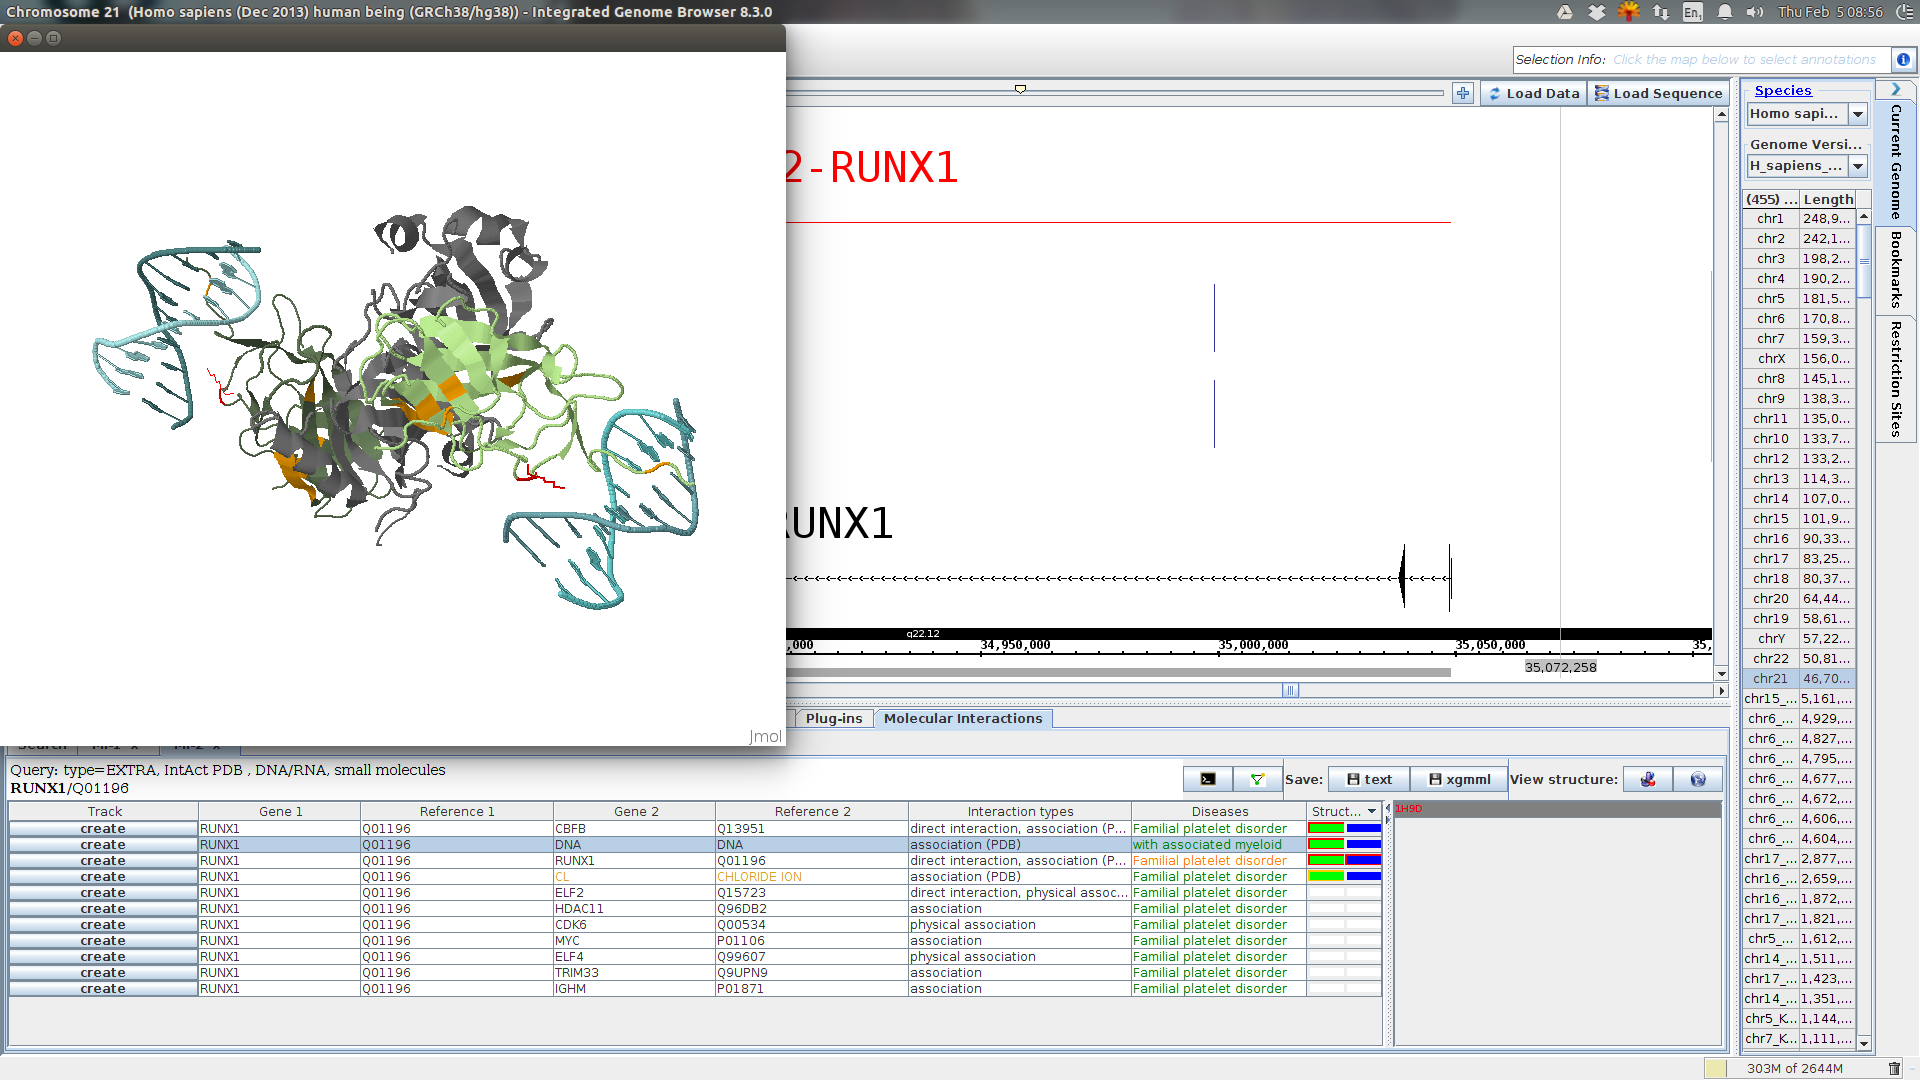 Chromosome 21  (Homo sapiens (Dec 2013) human being (GRCh38/hg38)) - Integrated Genome Browser 8.3.0
En1
Thu Feb  5 08:56
Selection Info: Click the map below to select annotations
Load Data
Load Sequence
2-RUNX1
RUNX1
q22.12
,000
34,950,000
35,000,000
35,050,000
35,
35,072,258
Jmol
Plug-ins
Molecular Interactions
Query: type=EXTRA, IntAct PDB , DNA/RNA, small molecules
RUNX1/Q01196
Save: text xgmml View structure:
Track Gene 1 Reference 1 Gene 2 Reference 2 Interaction types Diseases Struct...
create RUNX1 Q01196 CBFB Q13951 direct interaction, association (P... Familial platelet disorder
create RUNX1 Q01196 DNA DNA association (PDB) with associated myeloid
create RUNX1 Q01196 RUNX1 Q01196 direct interaction, association (P... Familial platelet disorder
create RUNX1 Q01196 CL CHLORIDE ION association (PDB) Familial platelet disorder
create RUNX1 Q01196 ELF2 Q15723 direct interaction, physical assoc... Familial platelet disorder
create RUNX1 Q01196 HDAC11 Q96DB2 association Familial platelet disorder
create RUNX1 Q01196 CDK6 Q00534 physical association Familial platelet disorder
create RUNX1 Q01196 MYC P01106 association Familial platelet disorder
create RUNX1 Q01196 ELF4 Q99607 physical association Familial platelet disorder
create RUNX1 Q01196 TRIM33 Q9UPN9 association Familial platelet disorder
create RUNX1 Q01196 IGHM P01871 association Familial platelet disorder
1H9D
Species
Homo sapi...
Genome Versi...
H_sapiens_...
(455) ... Length
chr1 248,9...
chr2 242,1...
chr3 198,2...
chr4 190,2...
chr5 181,5...
chr6 170,8...
chr7 159,3...
chrX 156,0...
chr8 145,1...
chr9 138,3...
chr11 135,0...
chr10 133,7...
chr12 133,2...
chr13 114,3...
chr14 107,0...
chr15 101,9...
chr16 90,33...
chr17 83,25...
chr18 80,37...
chr20 64,44...
chr19 58,61...
chrY 57,22...
chr22 50,81...
chr21 46,70...
chr15_... 5,161,...
chr6_... 4,929,...
chr6_... 4,827,...
chr6_... 4,795,...
chr6_... 4,677,...
chr6_... 4,672,...
chr6_... 4,606,...
chr6_... 4,604,...
chr17_... 2,877,...
chr16_... 2,659,...
chr16_... 1,872,...
chr17_... 1,821,...
chr5_... 1,612,...
chr14_... 1,511,...
chr17_... 1,423,...
chr14_... 1,351,...
chr5_K... 1,144,...
chr7_K... 1,111,...
Current Genome
Bookmarks
Restriction Sites
303M of 2644M